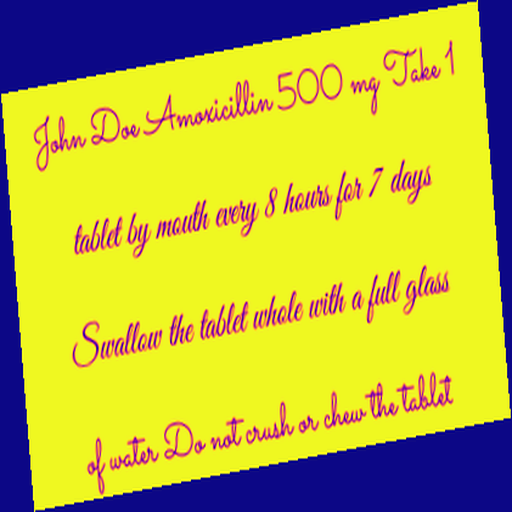 John Doe Amoxicillin 500 mg Take 1
tablet by mouth every 8 hours for 7 days
Swallow the tablet whole with a full glass
of water Do not crush or chew the tablet